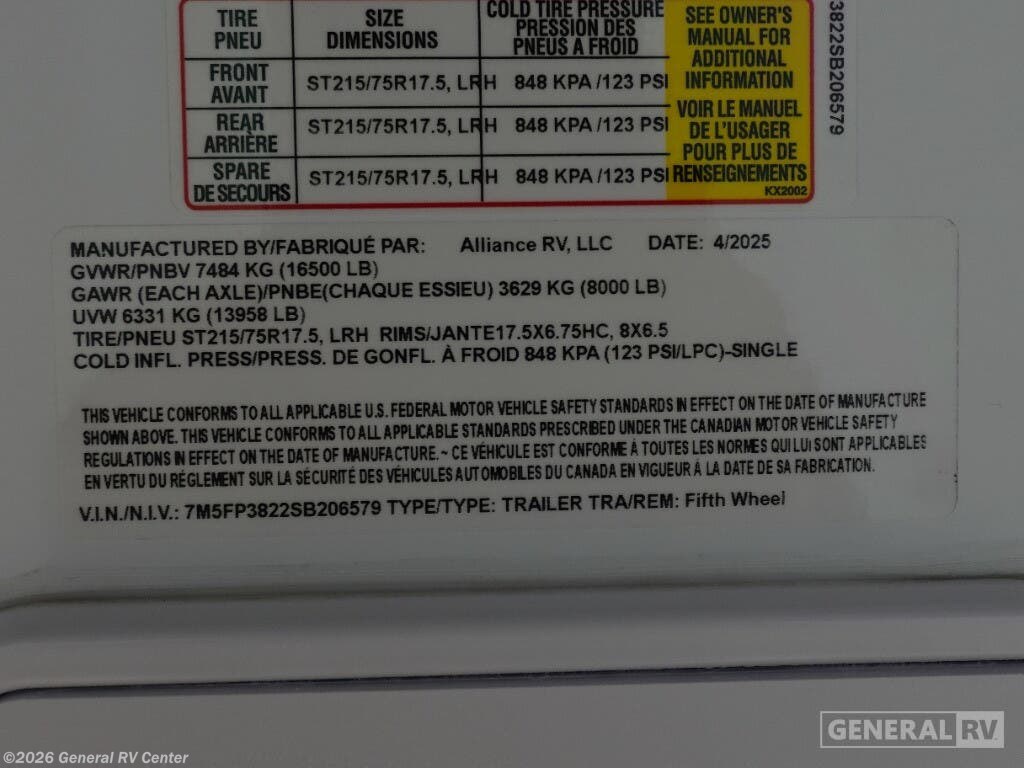 TIRE PNEU
SIZE DIMENSIONS
COLD TIRE PRESSURE PRESSION DES PNEUS A FROID
SEE OWNER'S MANUAL FOR ADDITIONAL INFORMATION
VOIR LE MANUEL DE L'USAGER POUR PLUS DE RENSEIGNEMENTS
KX2002
FRONT AVANT
ST215/75R17.5, LRH 848 KPA /123 PSI
REAR ARRIÈRE
ST215/75R17.5, LRH 848 KPA /123 PSI
SPARE DE SECOURS
ST215/75R17.5, LRH 848 KPA /123 PSI
3822SB206579
MANUFACTURED BY/FABRIQUÉ PAR: Alliance RV, LLC DATE: 4/2025
GVWR/PNBV 7484 KG (16500 LB)
GAWR (EACH AXLE)/PNBE(CHAQUE ESSIEU) 3629 KG (8000 LB)
UVW 6331 KG (13958 LB)
TIRE/PNEU ST215/75R17.5, LRH RIMS/JANTE17.5X6.75HC, 8X6.5
COLD INFL. PRESS/PRESS. DE GONFL. À FROID 848 KPA (123 PSI/LPC)-SINGLE
THIS VEHICLE CONFORMS TO ALL APPLICABLE U.S. FEDERAL MOTOR VEHICLE SAFETY STANDARDS IN EFFECT ON THE DATE OF MANUFACTURE
SHOWN ABOVE. THIS VEHICLE CONFORMS TO ALL APPLICABLE STANDARDS PRESCRIBED UNDER THE CANADIAN MOTOR VEHICLE SAFETY
REGULATIONS IN EFFECT ON THE DATE OF MANUFACTURE. ~ CE VÉHICULE EST CONFORME À TOUTES LES NORMES QUI LUI SONT APPLICABLES
EN VERTU DU RÉGLEMENT SUR LA SÉCURITÉ DES VÉHICULES AUTOMOBILES DU CANADA EN VIGUEUR À LA DATE DE SA FABRICATION.
V.I.N./N.I.V.: 7M5FP3822SB206579 TYPE/TYPE: TRAILER TRA/REM: Fifth Wheel
GENERAL RV
©2026 General RV Center